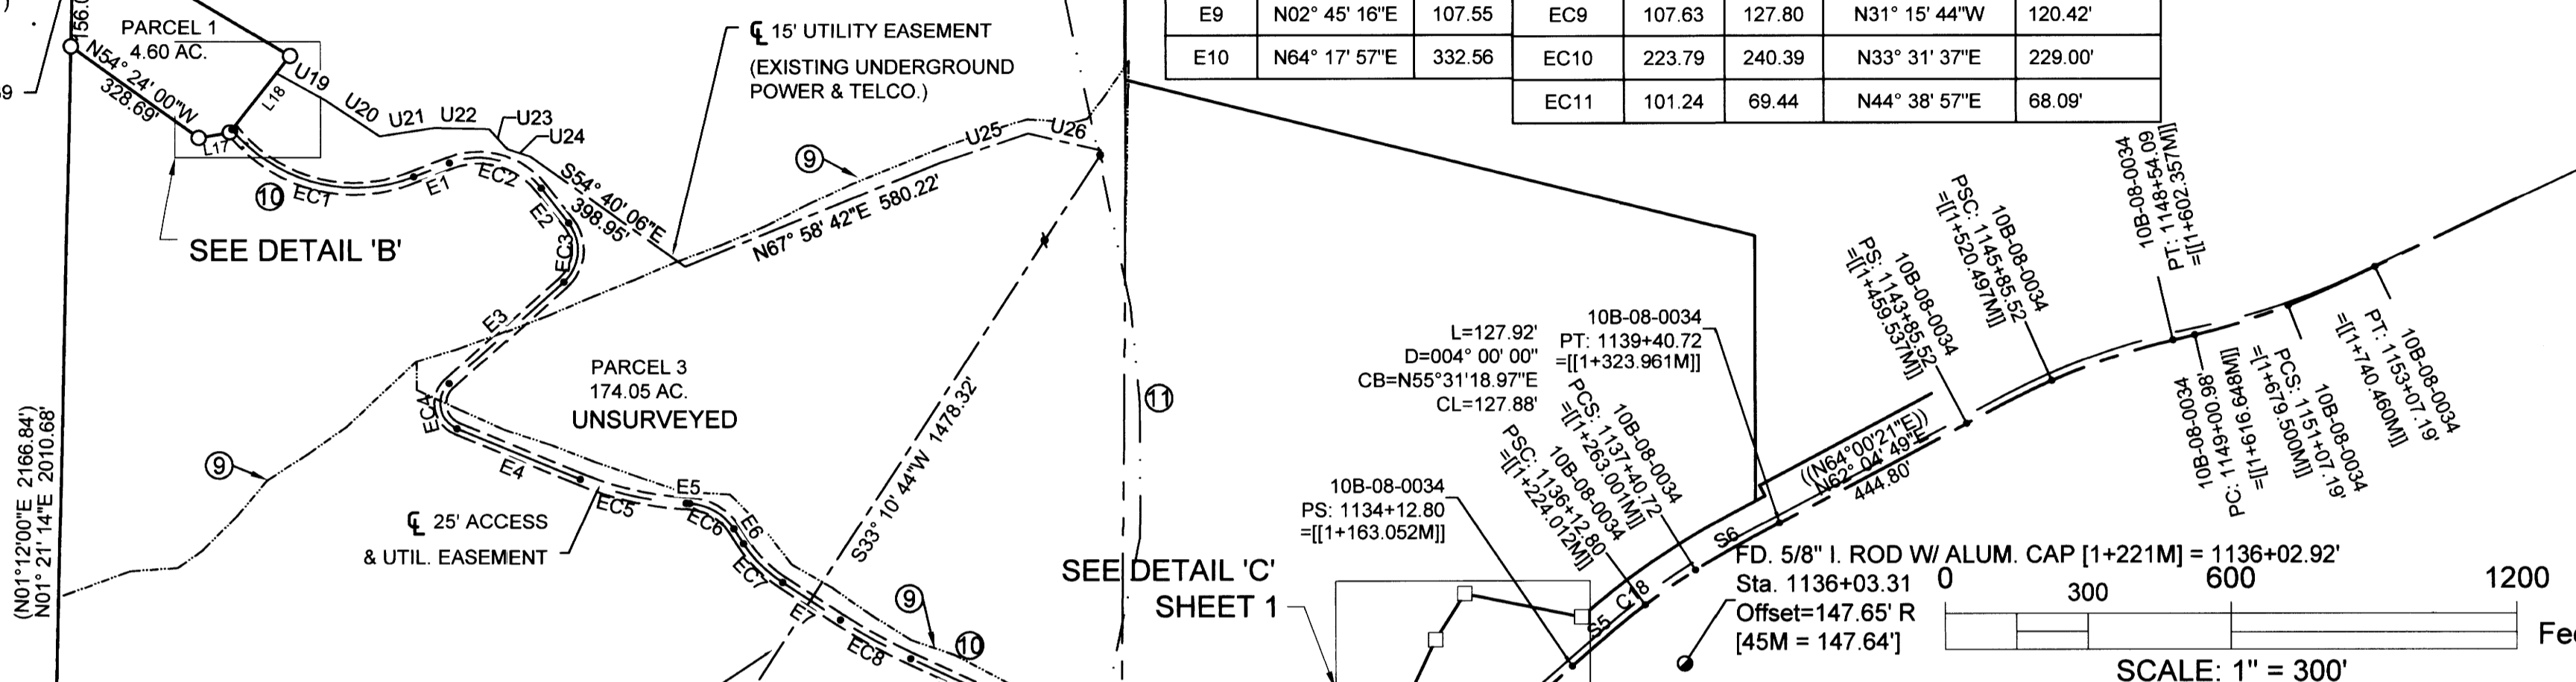 PARCEL 1
4.60 AC.
N54° 24' 00"W
328.69'
L17
L18
U19
U20
U21
U22
U23
U24
U25
U26
℄ 15' UTILITY EASEMENT
(EXISTING UNDERGROUND
POWER & TELCO.)
E9 N02° 45' 16"E 107.55 EC9 107.63 127.80 N31° 15' 44"W 120.42'
E10 N64° 17' 57"E 332.56 EC10 223.79 240.39 N33° 31' 37"E 229.00'
EC11 101.24 69.44 N44° 38' 57"E 68.09'
9
10
EC1
E1
EC2
E2
EC3
E3
SEE DETAIL 'B'
S54° 40' 06"E
398.95'
N67° 58' 42"E 580.22'
PARCEL 3
174.05 AC.
UNSURVEYED
EC4
E4
EC5
E5
EC6
E6
EC7
E7
EC8
℄ 25' ACCESS
& UTIL. EASEMENT
(N01°12'00"E 2166.84')
N01° 21' 14"E 2010.68'
9
9
10
S33° 10' 44"W 1478.32'
11
L=127.92'
D=004° 00' 00"
CB=N55°31'18.97"E
CL=127.88'
10B-08-0034
PT: 1139+40.72
=[[1+323.961M]]
10B-08-0034
PCS: 1137+40.72
=[[1+263.001M]]
10B-08-0034
PSC: 1136+12.80
=[[1+224.012M]]
10B-08-0034
PS: 1134+12.80
=[[1+163.052M]]
10B-08-0034
PS: 1143+85.52
=[[1+459.537M]]
10B-08-0034
PSC: 1145+85.52
=[[1+520.497M]]
10B-08-0034
PT: 1148+54.09
=[[1+602.357M]]
10B-08-0034
PC: 1149+00.98'
=[[1+616.648M]]
10B-08-0034
PCS: 1151+07.19'
=[[1+679.500M]]
10B-08-0034
PT: 1153+07.19'
=[[1+740.460M]]
((N64°00'21"E))
N62° 04' 49"E
444.80'
S5
C18
S6
SEE DETAIL 'C'
SHEET 1
FD. 5/8" I. ROD W/ ALUM. CAP [1+221M] = 1136+02.92'
Sta. 1136+03.31
Offset=147.65' R
[45M = 147.64']
0 300 600 1200
SCALE: 1" = 300'